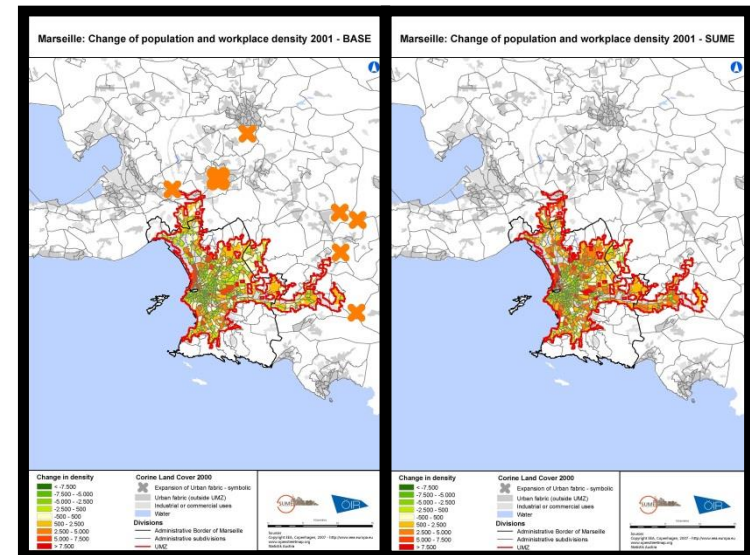 Marseille: Change of population and workplace density 2001 - BASE
Change in density
< -7.500
-7.500 - -5.000
-5.000 - -2.500
-2.500 - -500
-500 - 500
500 - 2.500
2.500 - 5.000
5.000 - 7.500
> 7.500
Corine Land Cover 2000
Expansion of Urban fabric - symbolic
Urban fabric (outside UMZ)
Industrial or commercial uses
Water
Divisions
Administrative Border of Marseille
Administrative subdivisions
UMZ
SUME
OIR
Marseille: Change of population and workplace density 2001 - SUME
Change in density
< -7.500
-7.500 - -5.000
-5.000 - -2.500
-2.500 - -500
-500 - 500
500 - 2.500
2.500 - 5.000
5.000 - 7.500
> 7.500
Corine Land Cover 2000
Expansion of Urban fabric - symbolic
Urban fabric (outside UMZ)
Industrial or commercial uses
Water
Divisions
Administrative Border of Marseille
Administrative subdivisions
UMZ
SUME
OIR